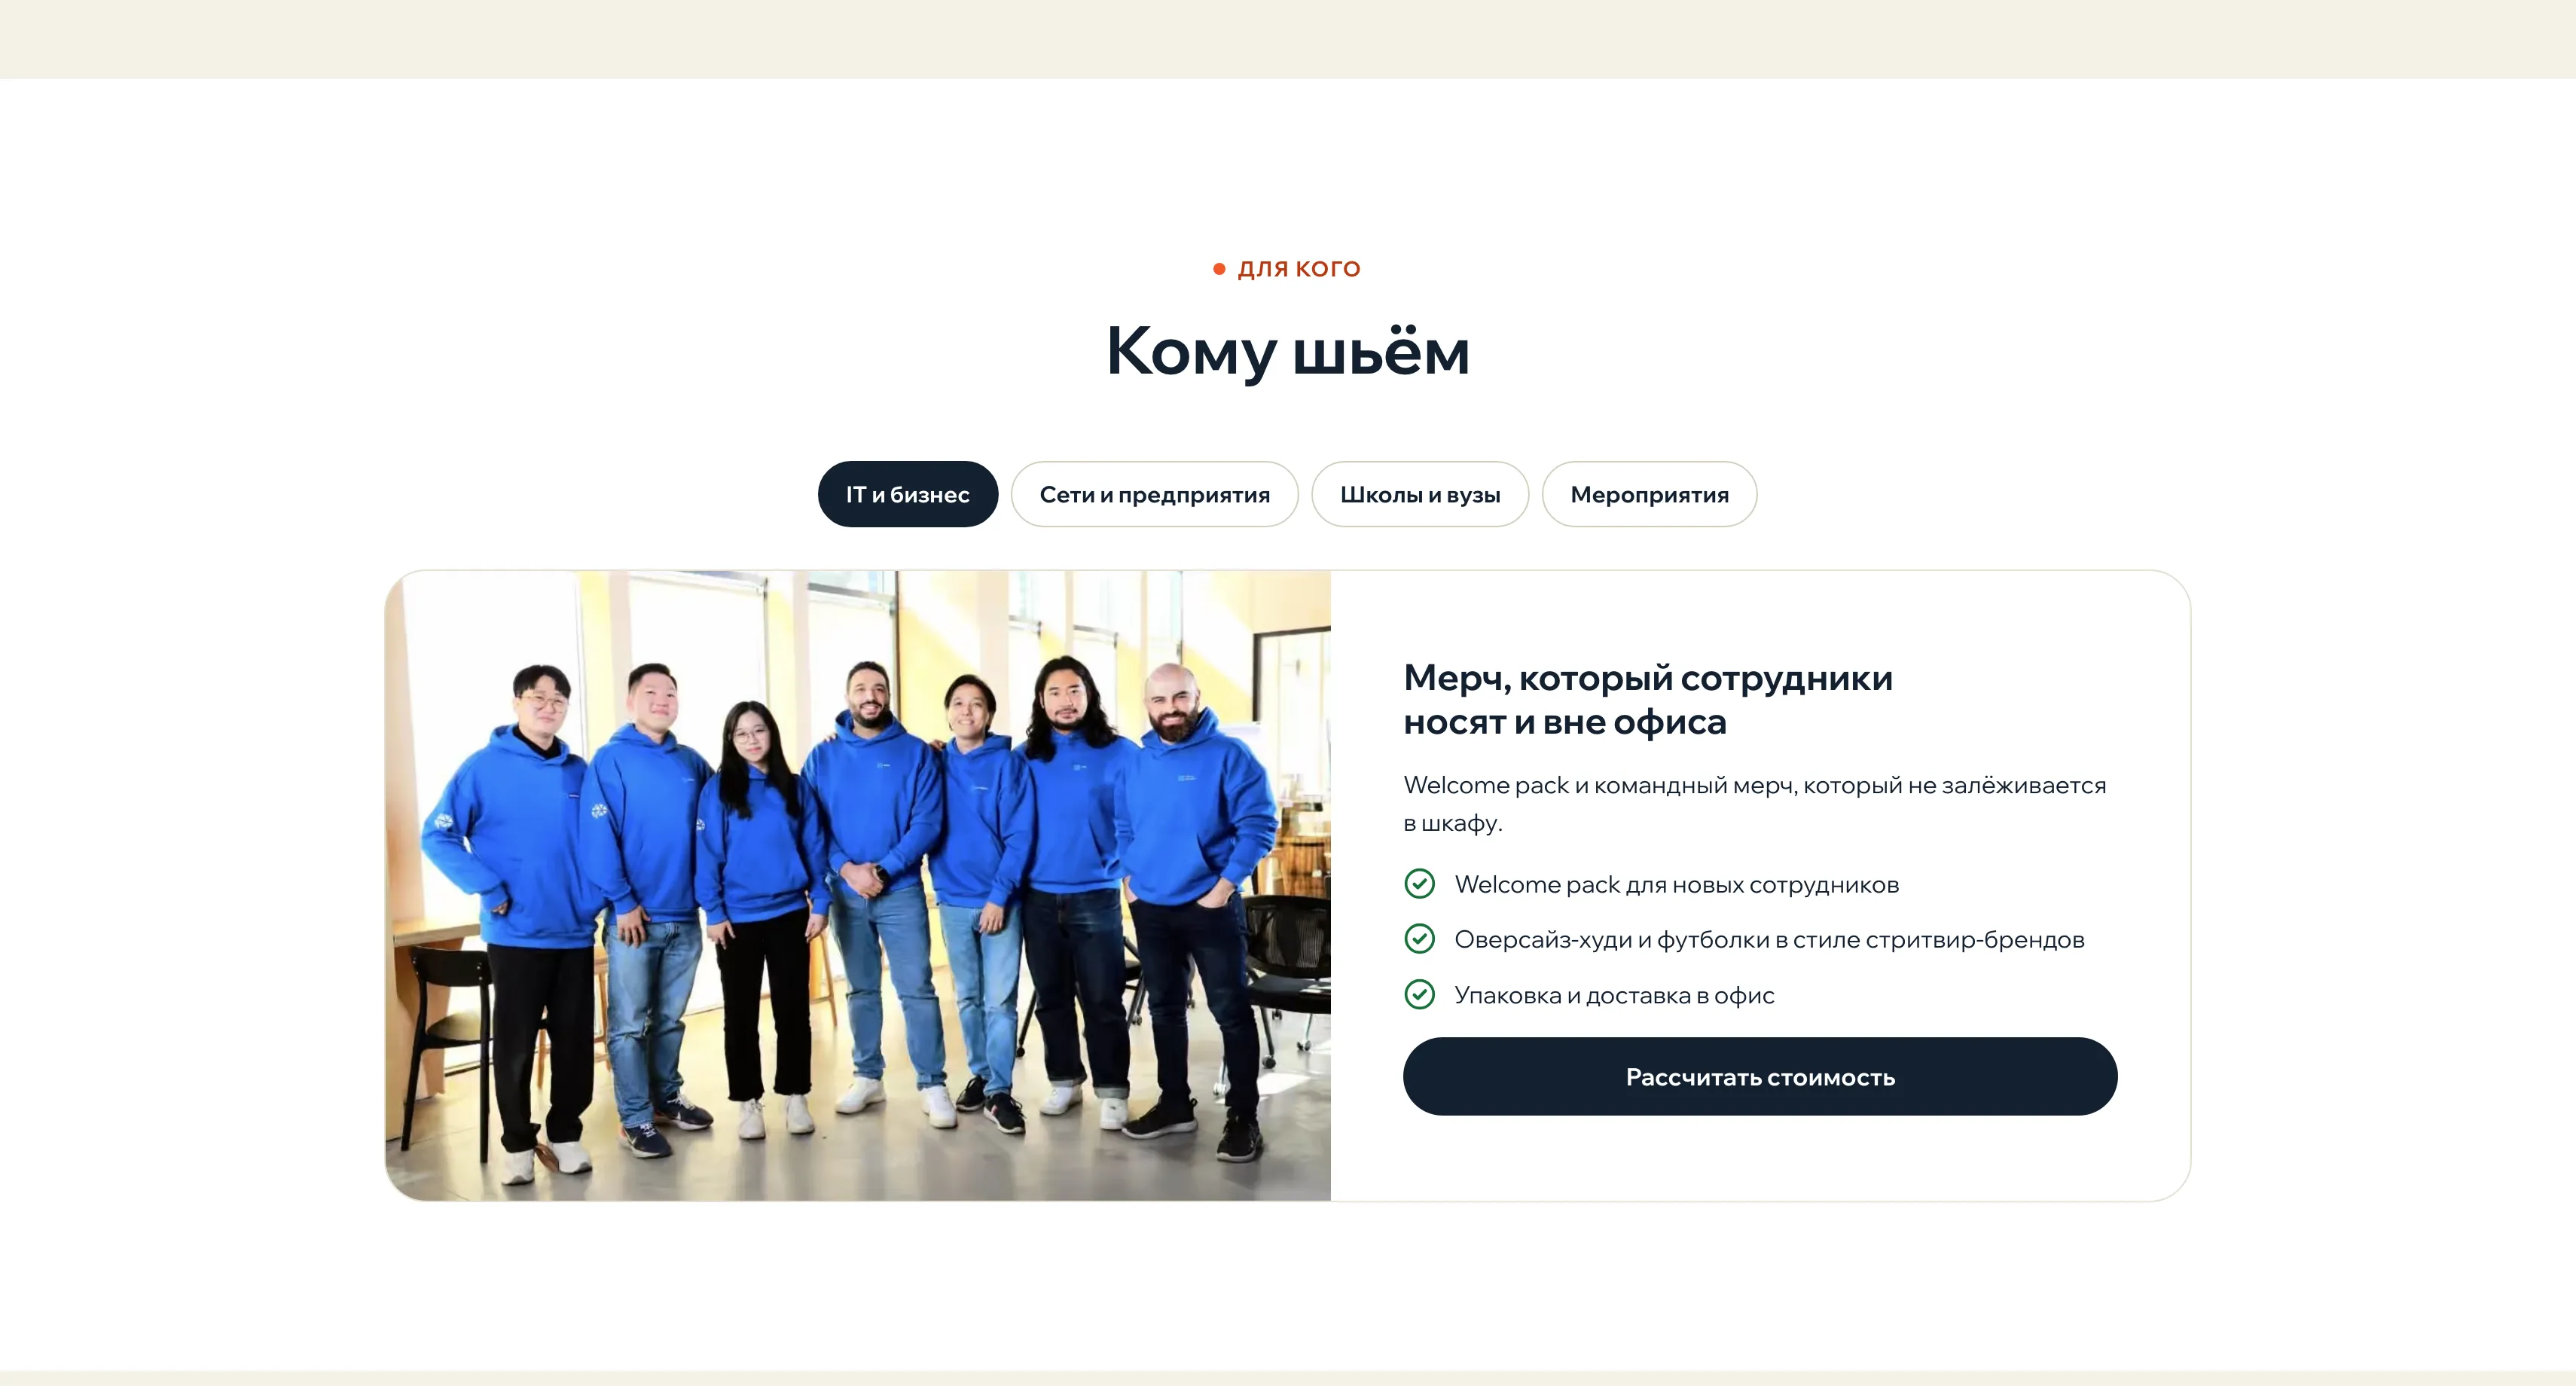 ДЛЯ КОГО
Кому шьём
IT и бизнес
Сети и предприятия
Школы и вузы
Мероприятия
Мерч, который сотрудники
носят и вне офиса
Welcome pack и командный мерч, который не залёживается
в шкафу.
Welcome pack для новых сотрудников
Оверсайз-худи и футболки в стиле стритвир-брендов
Упаковка и доставка в офис
Рассчитать стоимость